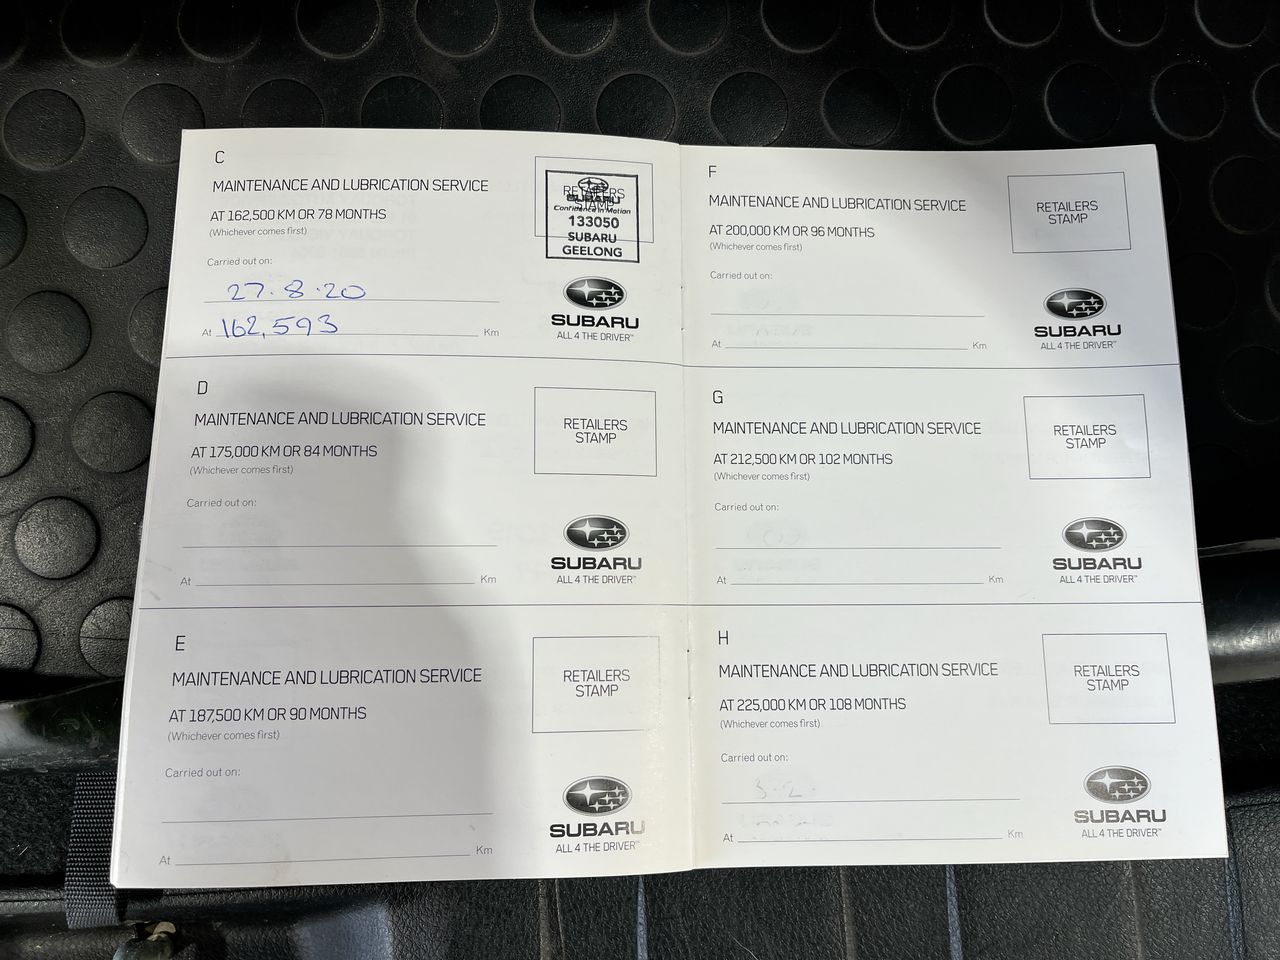 C
MAINTENANCE AND LUBRICATION SERVICE
AT 162,500 KM OR 78 MONTHS
(Whichever comes first)
Carried out on:
27.8.20
At 162,593 Km
RETAILERS
STAMP
SUBARU
Confidence in Motion
133050
SUBARU
GEELONG
SUBARU
ALL 4 THE DRIVER™
D
MAINTENANCE AND LUBRICATION SERVICE
AT 175,000 KM OR 84 MONTHS
(Whichever comes first)
Carried out on:
At Km
RETAILERS
STAMP
SUBARU
ALL 4 THE DRIVER™
E
MAINTENANCE AND LUBRICATION SERVICE
AT 187,500 KM OR 90 MONTHS
(Whichever comes first)
Carried out on:
At Km
RETAILERS
STAMP
SUBARU
ALL 4 THE DRIVER™
F
MAINTENANCE AND LUBRICATION SERVICE
AT 200,000 KM OR 96 MONTHS
(Whichever comes first)
Carried out on:
At Km
RETAILERS
STAMP
SUBARU
ALL 4 THE DRIVER™
G
MAINTENANCE AND LUBRICATION SERVICE
AT 212,500 KM OR 102 MONTHS
(Whichever comes first)
Carried out on:
At Km
RETAILERS
STAMP
SUBARU
ALL 4 THE DRIVER™
H
MAINTENANCE AND LUBRICATION SERVICE
AT 225,000 KM OR 108 MONTHS
(Whichever comes first)
Carried out on:
At Km
RETAILERS
STAMP
SUBARU
ALL 4 THE DRIVER™